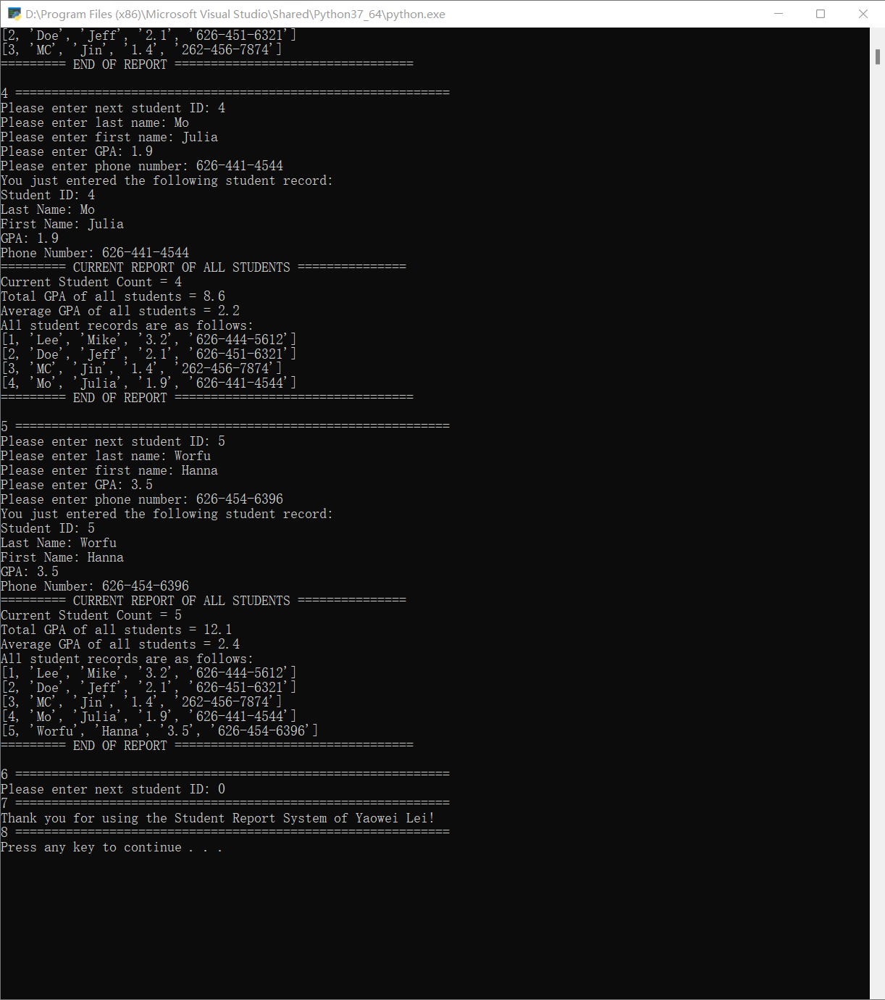 D:\Program Files (x86)\Microsoft Visual Studio\Shared\Python37_64\python.exe
[2, 'Doe', 'Jeff', '2.1', '626-451-6321']
[3, 'MC', 'Jin', '1.4', '262-456-7874']
========= END OF REPORT =================================

4 ============================================================
Please enter next student ID: 4
Please enter last name: Mo
Please enter first name: Julia
Please enter GPA: 1.9
Please enter phone number: 626-441-4544
You just entered the following student record:
Student ID: 4
Last Name: Mo
First Name: Julia
GPA: 1.9
Phone Number: 626-441-4544
========= CURRENT REPORT OF ALL STUDENTS ===============
Current Student Count = 4
Total GPA of all students = 8.6
Average GPA of all students = 2.2
All student records are as follows:
[1, 'Lee', 'Mike', '3.2', '626-444-5612']
[2, 'Doe', 'Jeff', '2.1', '626-451-6321']
[3, 'MC', 'Jin', '1.4', '262-456-7874']
[4, 'Mo', 'Julia', '1.9', '626-441-4544']
========= END OF REPORT =================================

5 ============================================================
Please enter next student ID: 5
Please enter last name: Worfu
Please enter first name: Hanna
Please enter GPA: 3.5
Please enter phone number: 626-454-6396
You just entered the following student record:
Student ID: 5
Last Name: Worfu
First Name: Hanna
GPA: 3.5
Phone Number: 626-454-6396
========= CURRENT REPORT OF ALL STUDENTS ===============
Current Student Count = 5
Total GPA of all students = 12.1
Average GPA of all students = 2.4
All student records are as follows:
[1, 'Lee', 'Mike', '3.2', '626-444-5612']
[2, 'Doe', 'Jeff', '2.1', '626-451-6321']
[3, 'MC', 'Jin', '1.4', '262-456-7874']
[4, 'Mo', 'Julia', '1.9', '626-441-4544']
[5, 'Worfu', 'Hanna', '3.5', '626-454-6396']
========= END OF REPORT =================================

6 ============================================================
Please enter next student ID: 0
7 ============================================================
Thank you for using the Student Report System of Yaowei Lei!
8 ============================================================
Press any key to continue . . .